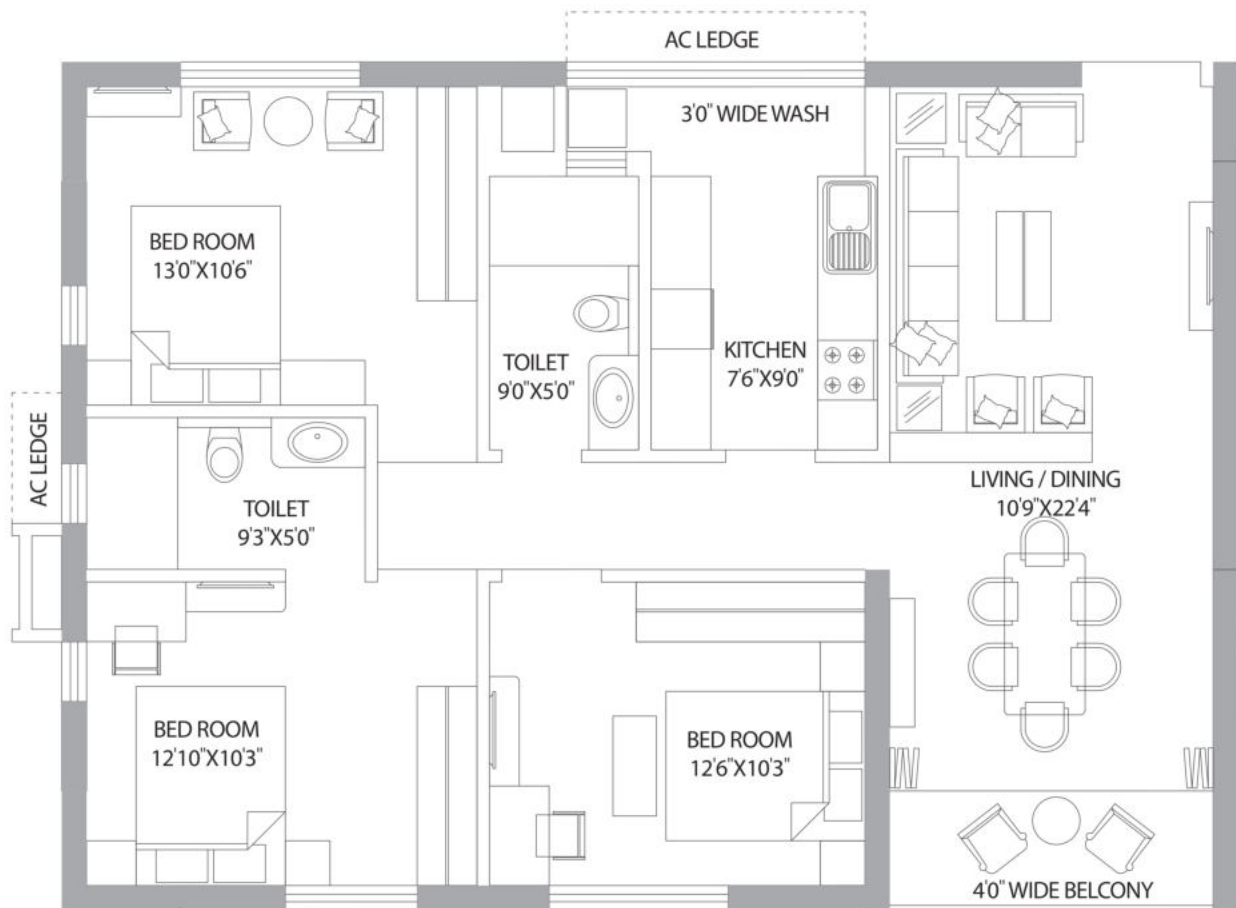 AC LEDGE
3'0" WIDE WASH
BED ROOM
13'0"X10'6"
TOILET
9'0"X5'0"
KITCHEN
7'6"X9'0"
AC LEDGE
TOILET
9'3"X5'0"
LIVING / DINING
10'9"X22'4"
BED ROOM
12'10"X10'3"
BED ROOM
12'6"X10'3"
4'0" WIDE BELCONY